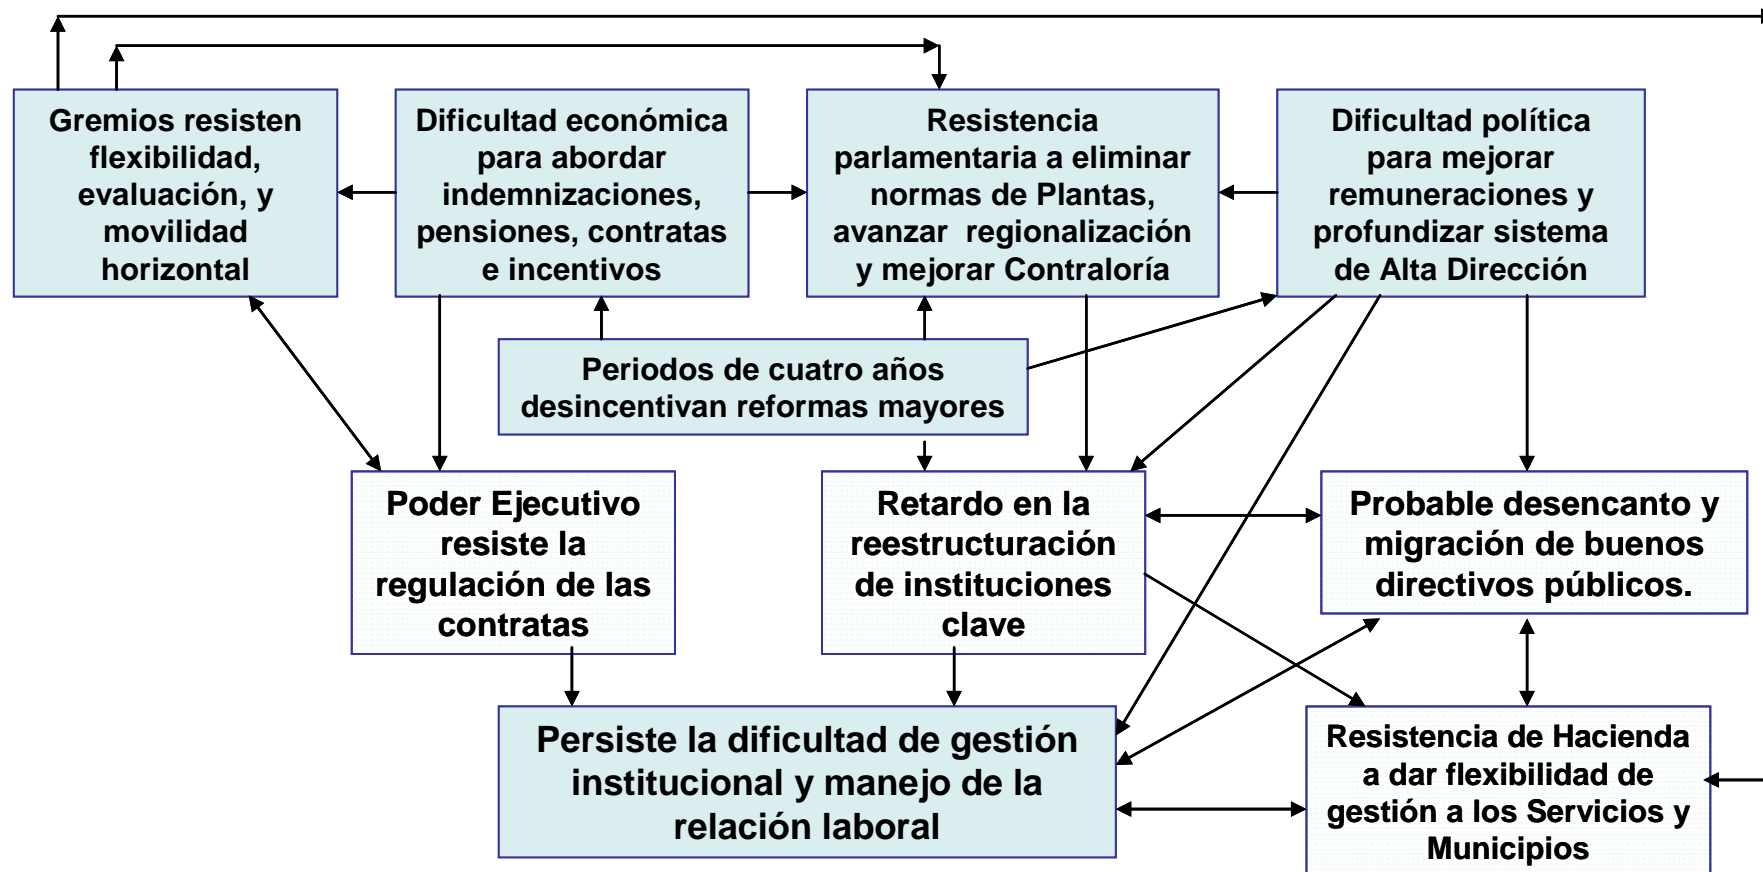 Gremios resisten
flexibilidad,
evaluación, y
movilidad
horizontal
Dificultad económica
para abordar
indemnizaciones,
pensiones, contratas
e incentivos
Resistencia
parlamentaria a eliminar
normas de Plantas,
avanzar regionalización
y mejorar Contraloría
Dificultad política
para mejorar
remuneraciones y
profundizar sistema
de Alta Dirección
Periodos de cuatro años
desincentivan reformas mayores
Poder Ejecutivo
resiste la
regulación de las
contratas
Retardo en la
reestructuración
de instituciones
clave
Probable desencanto y
migración de buenos
directivos públicos.
Persiste la dificultad de gestión
institucional y manejo de la
relación laboral
Resistencia de Hacienda
a dar flexibilidad de
gestión a los Servicios y
Municipios